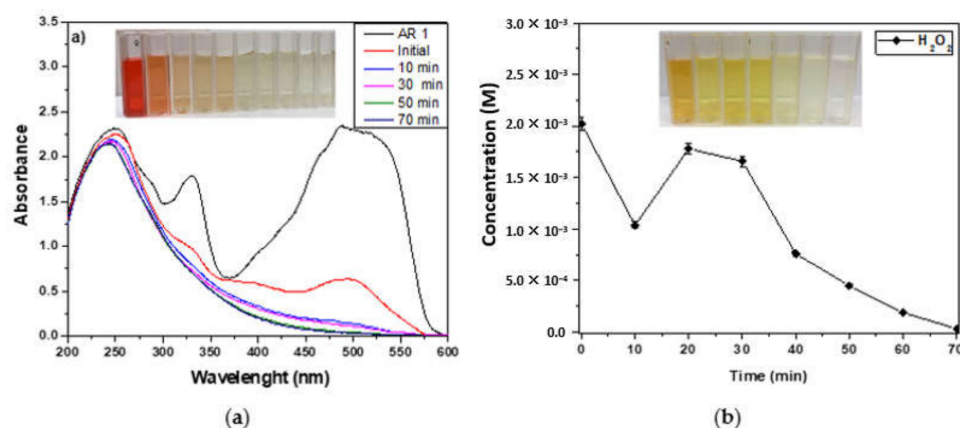 a)
AR 1
Initial
10 min
30 min
50 min
70 min
3.5
3.0
2.5
2.0
1.5
1.0
0.5
0.0
Absorbance
200 250 300 350 400 450 500 550 600
Wavelenght (nm)
(a)
H₂O₂
3.0 × 10⁻³
2.5 × 10⁻³
2.0 × 10⁻³
1.5 × 10⁻³
1.0 × 10⁻³
5.0 × 10⁻⁴
0.0
Concentration (M)
0 10 20 30 40 50 60 70
Time (min)
(b)